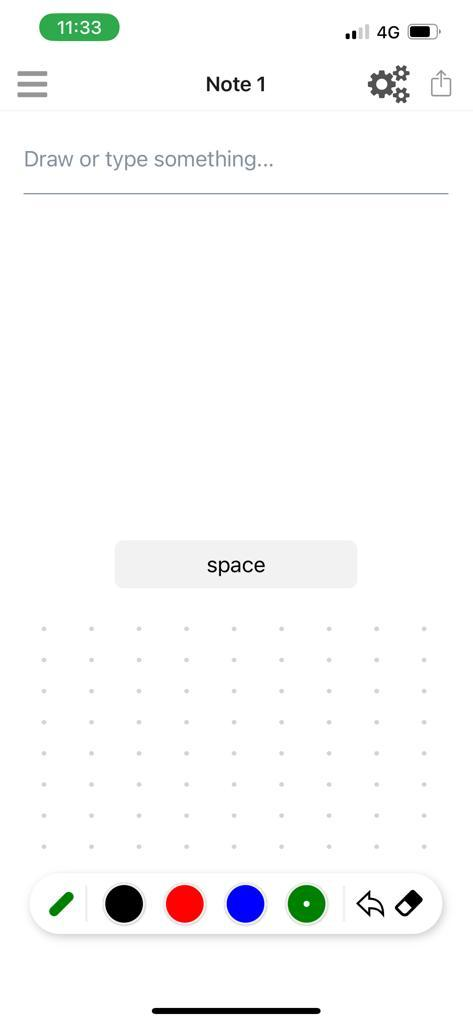 11:33
4G
Note 1
Draw or type something...
space